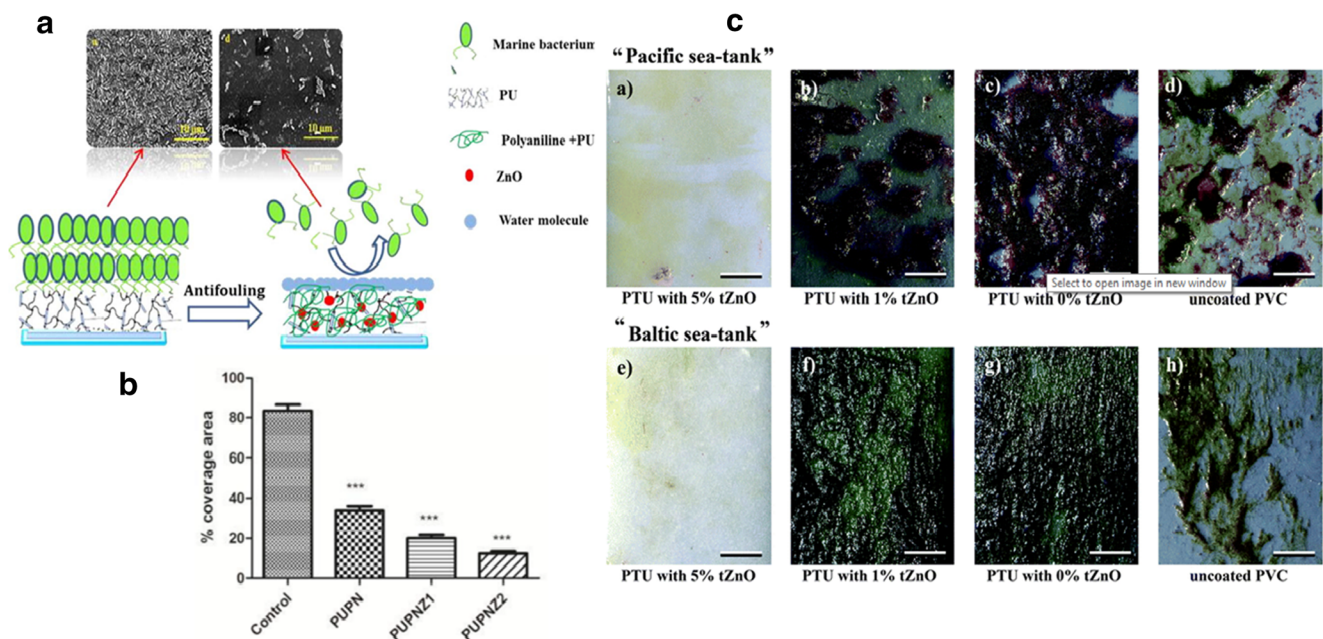 a
a
d
10 µm
10 µm
Marine bacterium
PU
Polyaniline +PU
ZnO
Water molecule
Antifouling
b
% coverage area
100
80
60
40
20
0
***
***
***
Control
PUPN
PUPNZ1
PUPNZ2
c
“Pacific sea-tank”
a)
b)
c)
d)
PTU with 5% tZnO
PTU with 1% tZnO
PTU with 0% tZnO
uncoated PVC
Select to open image in new window
“Baltic sea-tank”
e)
f)
g)
h)
PTU with 5% tZnO
PTU with 1% tZnO
PTU with 0% tZnO
uncoated PVC